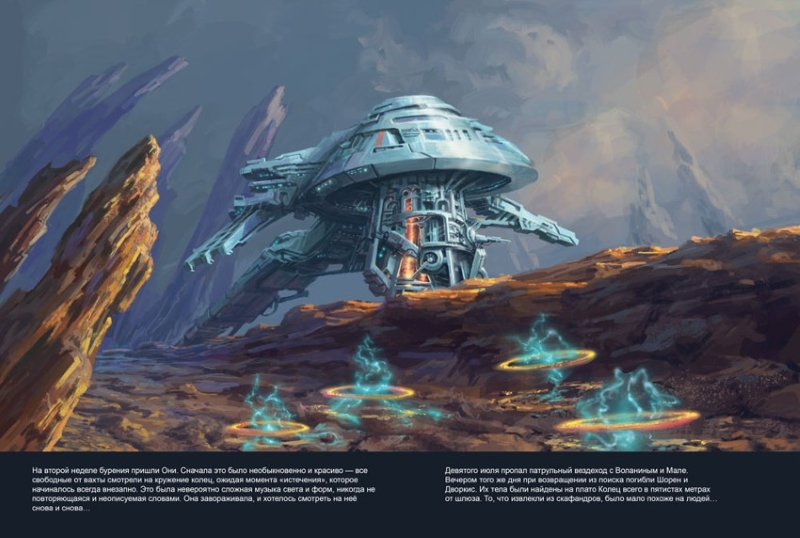 На второй неделе бурения пришли Они. Сначала это было необыкновенно и красиво — все
свободные от вахты смотрели на кружение колец, ожидая момента «истечения», которое
начиналось всегда внезапно. Это была невероятно сложная музыка света и форм, никогда не
повторяющаяся и неописуемая словами. Она завораживала, и хотелось смотреть на неё
снова и снова…
Девятого июля пропал патрульный вездеход с Воланиным и Мале.
Вечером того же дня при возвращении из поиска погибли Шорен и
Дворкис. Их тела были найдены на плато Колец всего в пятистах метрах
от шлюза. То, что извлекли из скафандров, было мало похоже на людей…